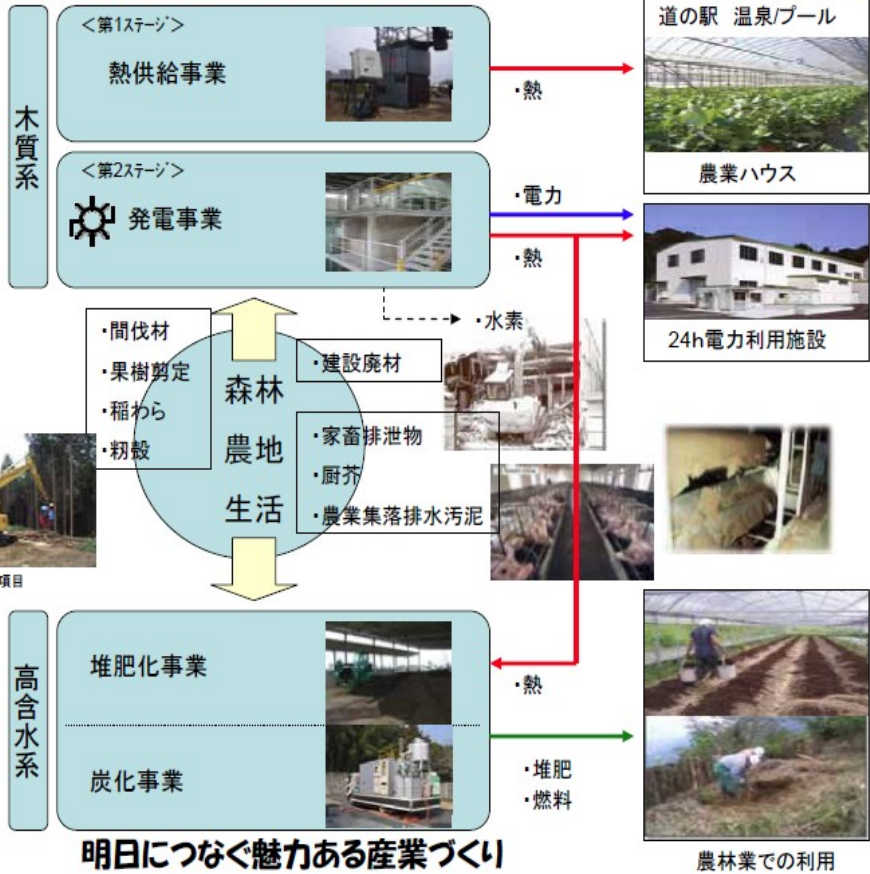 木質系
<第1ステージ>
熱供給事業
・熱
道の駅 温泉/プール
農業ハウス
<第2ステージ>
発電事業
・電力
・熱
24h電力利用施設
・水素
・間伐材
・果樹剪定
・稲わら
・籾殻
森林
農地
生活
・建設廃材
・家畜排泄物
・厨芥
・農業集落排水汚泥
項目
高含水系
堆肥化事業
炭化事業
・熱
・堆肥
・燃料
農林業での利用
明日につなぐ魅力ある産業づくり